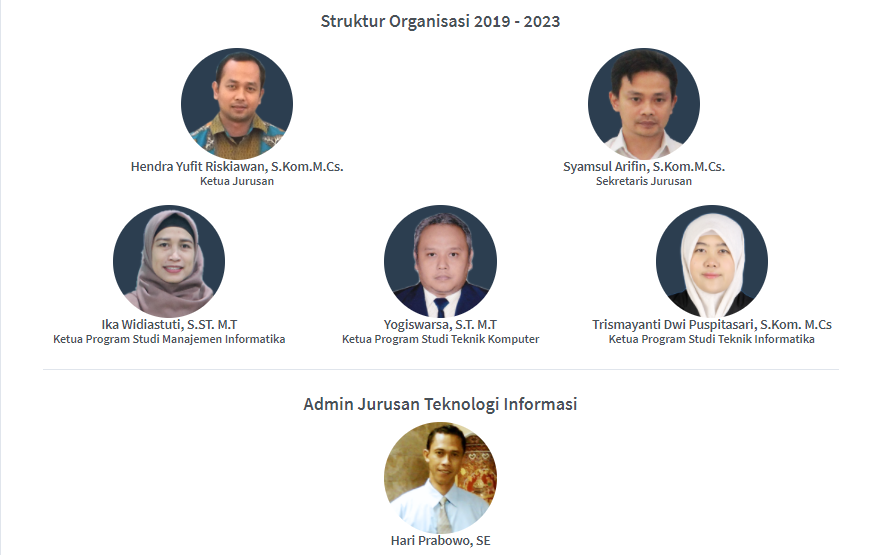 Struktur Organisasi 2019 - 2023
Hendra Yufit Riskiawan, S.Kom.M.Cs.
Ketua Jurusan
Syamsul Arifin, S.Kom.M.Cs.
Sekretaris Jurusan
Ika Widiastuti, S.ST. M.T
Ketua Program Studi Manajemen Informatika
Yogiswarsa, S.T. M.T
Ketua Program Studi Teknik Komputer
Trismayanti Dwi Puspitasari, S.Kom. M.Cs
Ketua Program Studi Teknik Informatika
Admin Jurusan Teknologi Informasi
Hari Prabowo, SE